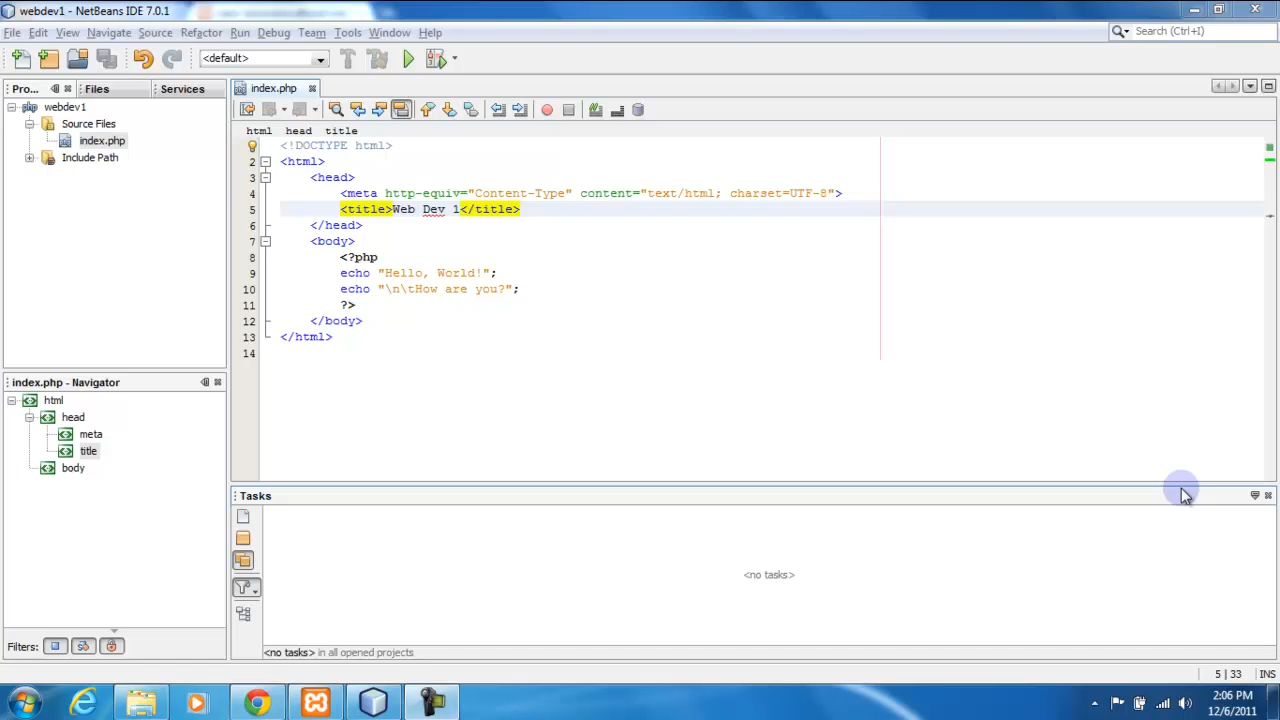 webdev1 - NetBeans IDE 7.0.1
File Edit View Navigate Source Refactor Run Debug Team Tools Window Help
Search (Ctrl+I)
<default>
Pro... Files Services
index.php
webdev1
Source Files
index.php
Include Path
html head title
<!DOCTYPE html>
2 <html>
3 <head>
4 <meta http-equiv="Content-Type" content="text/html; charset=UTF-8">
5 <title>Web Dev 1</title>
6 </head>
7 <body>
8 <?php
9 echo "Hello, World!";
10 echo "\n\tHow are you?";
11 ?>
12 </body>
13 </html>
14
index.php - Navigator
html
head
meta
title
body
Filters:
Tasks
<no tasks>
<no tasks> in all opened projects
5 | 33 INS
2:06 PM
12/6/2011